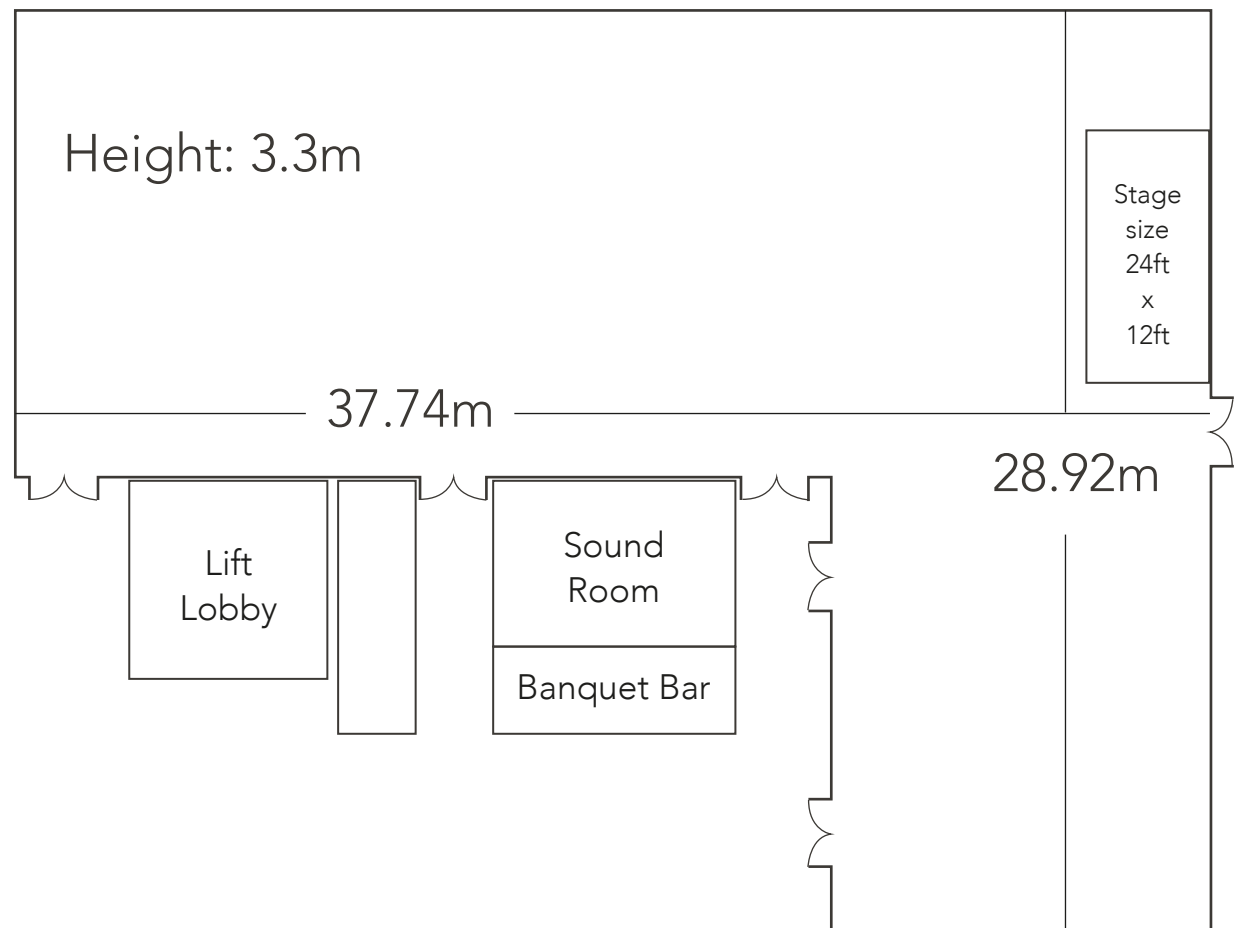 Height: 3.3m
Stage
size
24ft
x
12ft
37.74m
28.92m
Lift
Lobby
Sound
Room
Banquet Bar